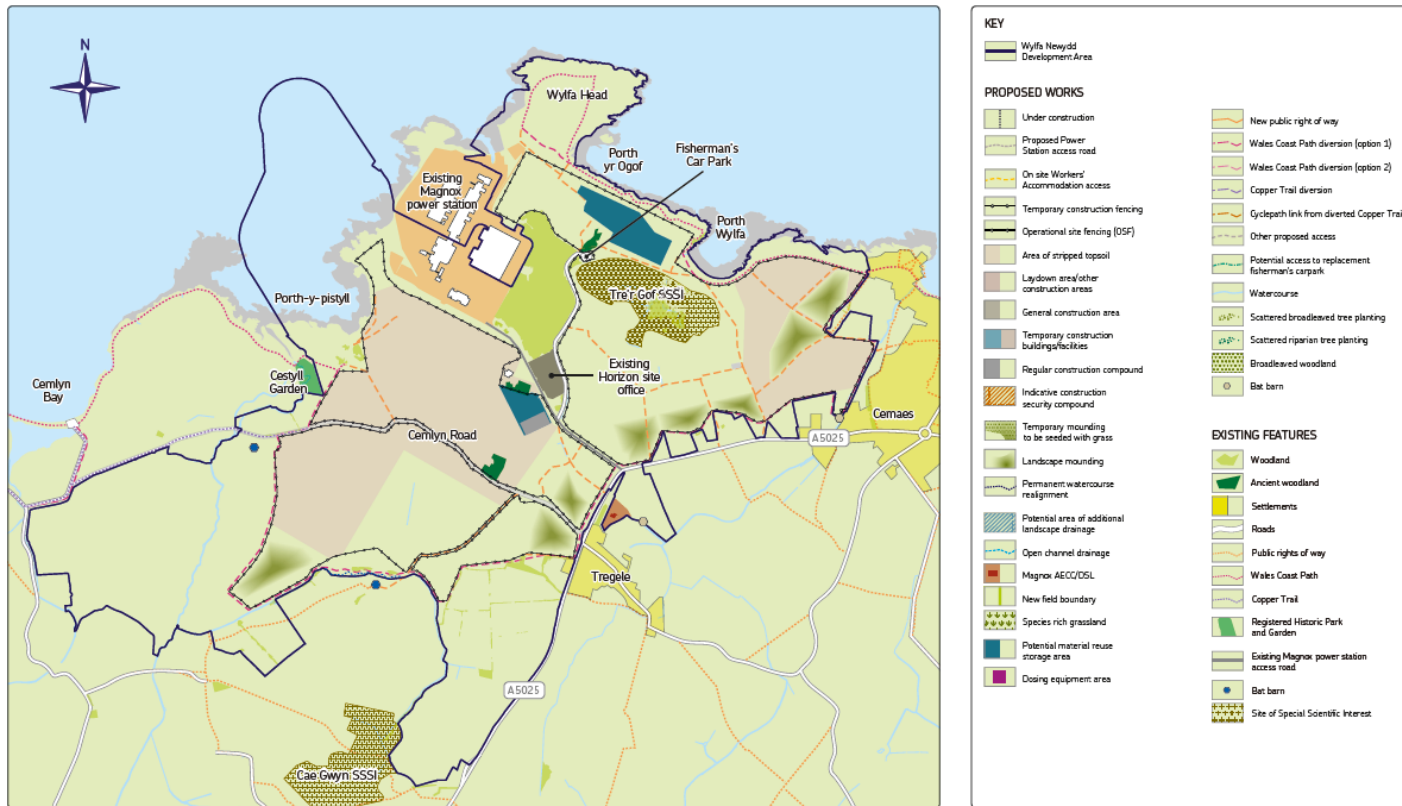 N
Wylfa Head
Porth
yr Ogof
Fisherman's
Car Park
Existing
Magnox
power station
Porth
Wylfa
Tre'r Gof SSSI
Porth-y-pistyll
Cestyll
Garden
Existing
Horizon site
office
Cemlyn
Bay
Cemlyn Road
Cemaes
A5025
Tregele
A5025
Cae Gwyn SSSI
KEY
Wylfa Newydd
Development Area
PROPOSED WORKS
Under construction
Proposed Power
Station access road
On site Workers'
Accommodation access
Temporary construction fencing
Operational site fencing (OSF)
Area of stripped topsoil
Laydown area/other
construction areas
General construction area
Temporary construction
buildings/facilities
Regular construction compound
Indicative construction
security compound
Temporary mounding
to be seeded with grass
Landscape mounding
Permanent watercourse
realignment
Potential area of additional
landscape drainage
Open channel drainage
Magnox AECC/DSL
New field boundary
Species rich grassland
Potential material reuse
storage area
Dosing equipment area
New public right of way
Wales Coast Path diversion (option 1)
Wales Coast Path diversion (option 2)
Copper Trail diversion
Cyclepath link from diverted Copper Trail
Other proposed access
Potential access to replacement
fisherman's carpark
Watercourse
Scattered broadleaved tree planting
Scattered riparian tree planting
Broadleaved woodland
Bat barn
EXISTING FEATURES
Woodland
Ancient woodland
Settlements
Roads
Public rights of way
Wales Coast Path
Copper Trail
Registered Historic Park
and Garden
Existing Magnox power station
access road
Bat barn
Site of Special Scientific Interest